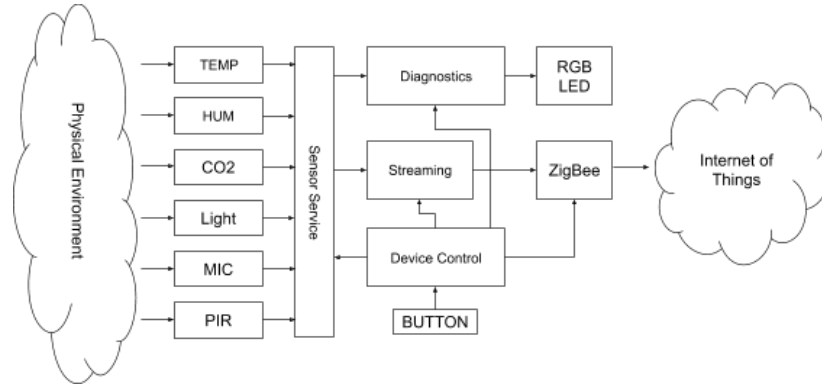 Physical Environment
TEMP
HUM
CO2
Light
MIC
PIR
Sensor Service
Diagnostics
Streaming
Device Control
BUTTON
RGB
LED
ZigBee
Internet of
Things